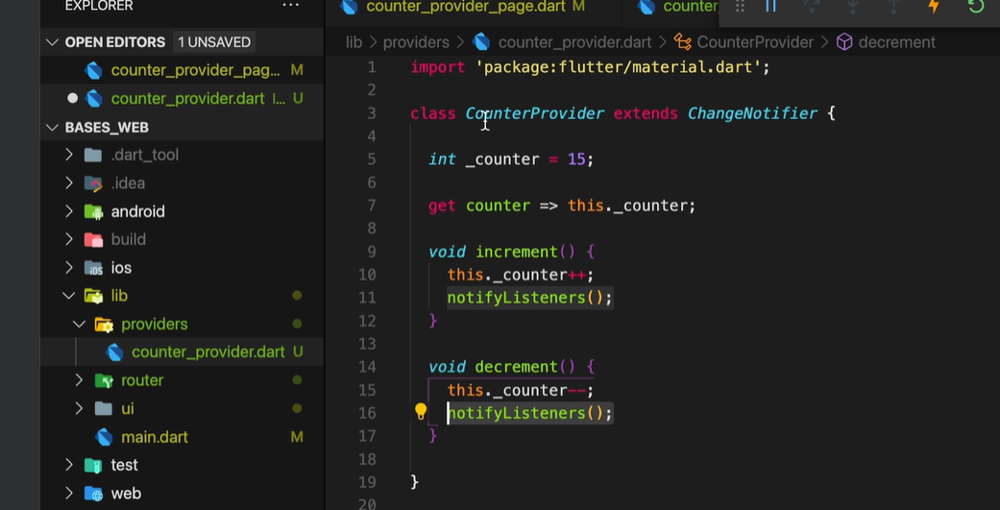 EXPLORER ...
counter_provider_page.dart M
counter
OPEN EDITORS 1 UNSAVED
counter_provider_pag... M
counter_provider.dart l... U
BASES_WEB
.dart_tool
.idea
android
build
ios
lib
providers
counter_provider.dart U
router
ui
main.dart M
test
web
lib > providers > counter_provider.dart > CounterProvider > decrement
1 import 'package:flutter/material.dart';
2
3 class CounterProvider extends ChangeNotifier {
4
5 int _counter = 15;
6
7 get counter => this._counter;
8
9 void increment() {
10 this._counter++;
11 notifyListeners();
12 }
13
14 void decrement() {
15 this._counter--;
16 notifyListeners();
17 }
18
19 }
20